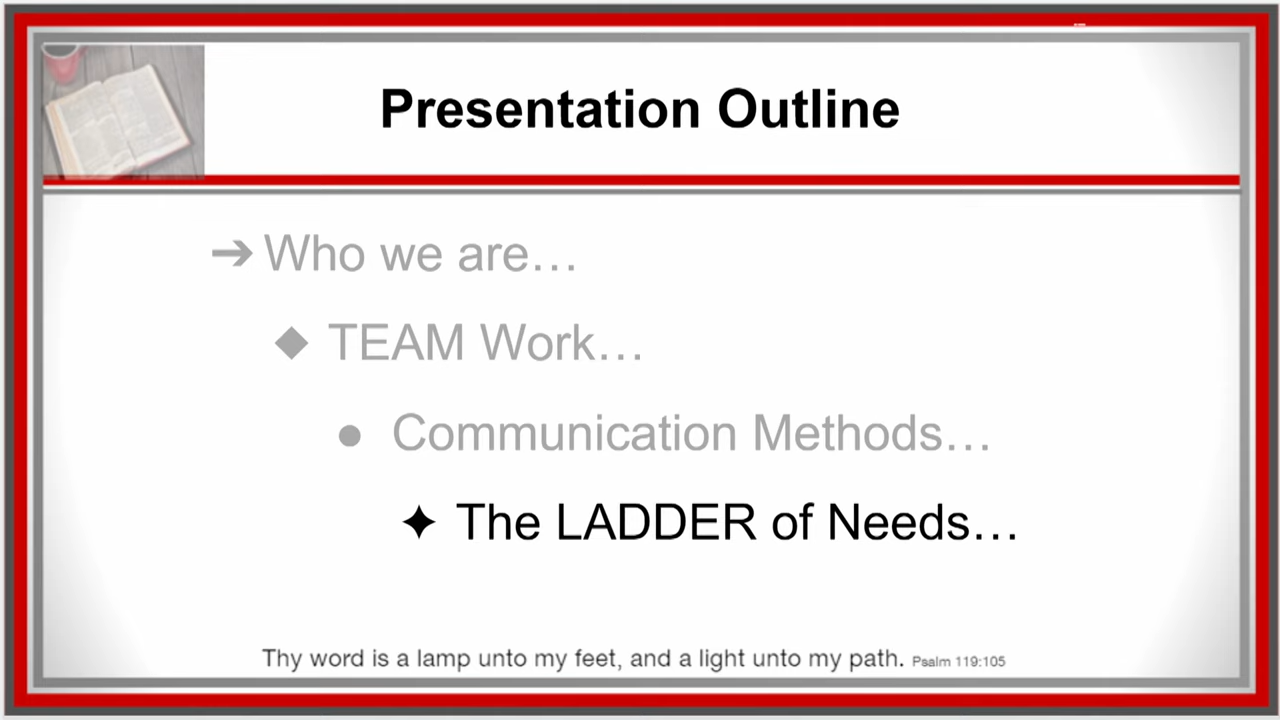 Presentation Outline
➔ Who we are…
◆ TEAM Work…
● Communication Methods…
✦ The LADDER of Needs…
Thy word is a lamp unto my feet, and a light unto my path. Psalm 119:105